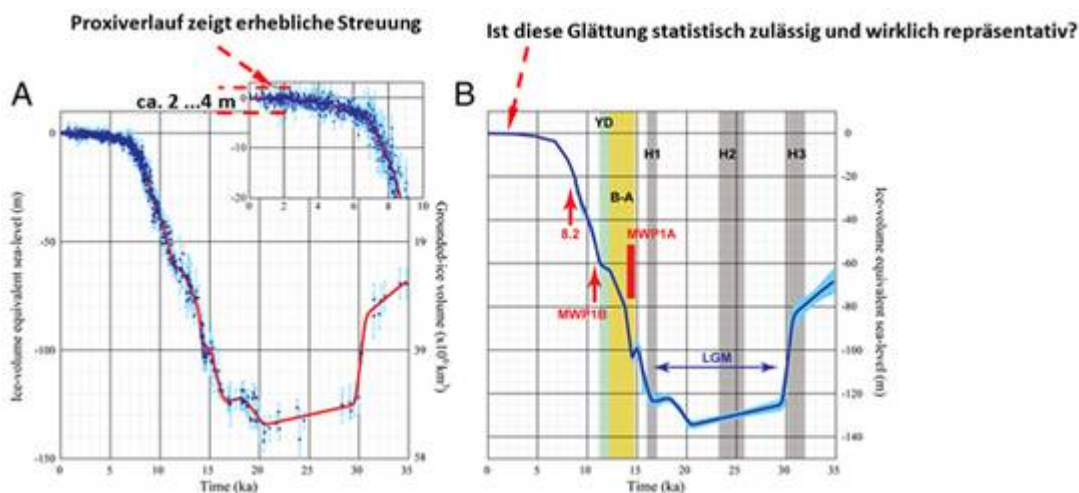 Proxiverlauf zeigt erhebliche Streuung
Ist diese Glättung statistisch zulässig und wirklich repräsentativ?
A
ca. 2 ...4 m
0
-10
-20
0 2 4 6 8 10
0
-50
-100
-150
Ice-volume equivalent sea-level (m)
Grounded-ice volume (x10⁶km³)
19
39
58
0 5 10 15 20 25 30 35
Time (ka)
B
YD
H1
H2
H3
B-A
MWP1A
8.2
MWP1B
LGM
0
-20
-40
-60
-80
-100
-120
-140
Ice-volume equivalent sea-level (m)
0 5 10 15 20 25 30 35
Time (ka)